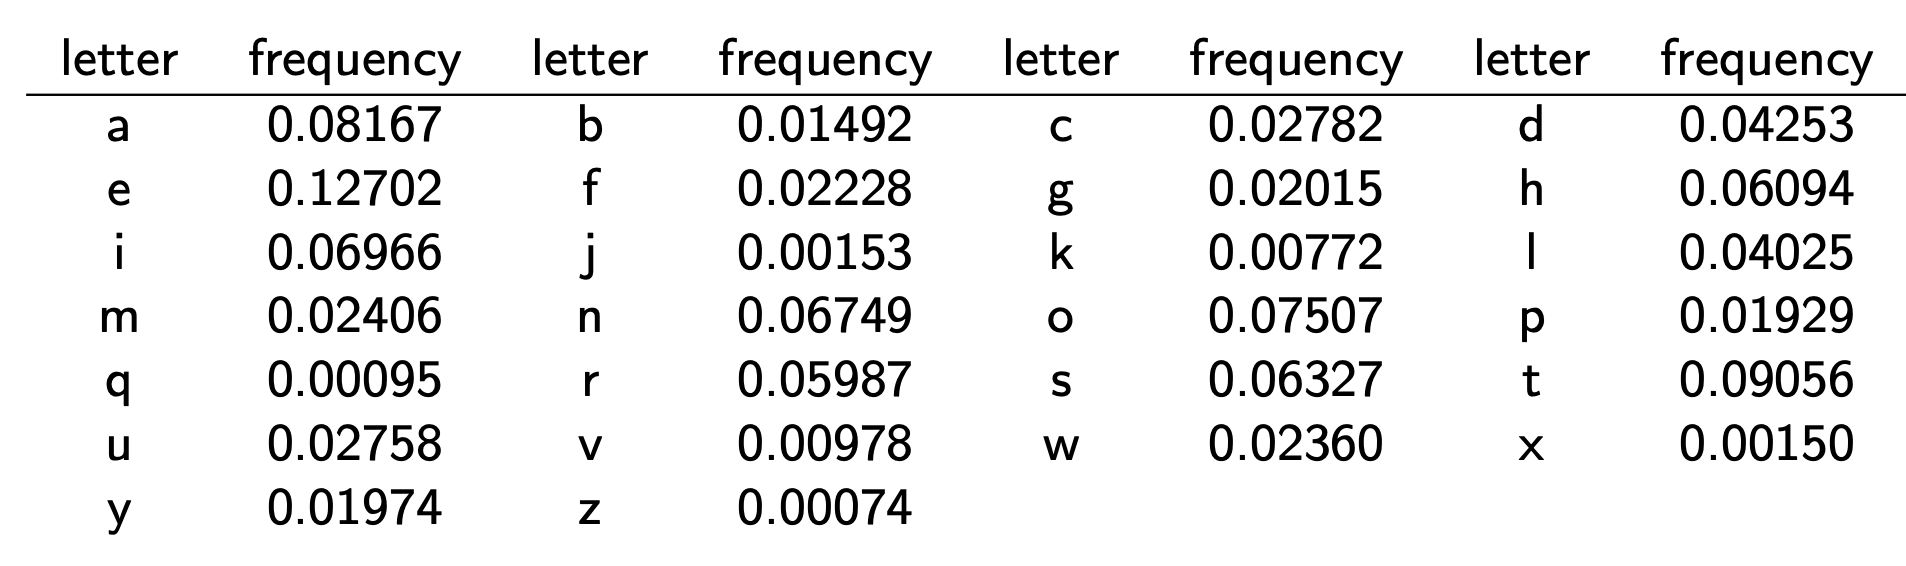 letter frequency letter frequency letter frequency letter frequency
a 0.08167 b 0.01492 c 0.02782 d 0.04253
e 0.12702 f 0.02228 g 0.02015 h 0.06094
i 0.06966 j 0.00153 k 0.00772 l 0.04025
m 0.02406 n 0.06749 o 0.07507 p 0.01929
q 0.00095 r 0.05987 s 0.06327 t 0.09056
u 0.02758 v 0.00978 w 0.02360 x 0.00150
y 0.01974 z 0.00074